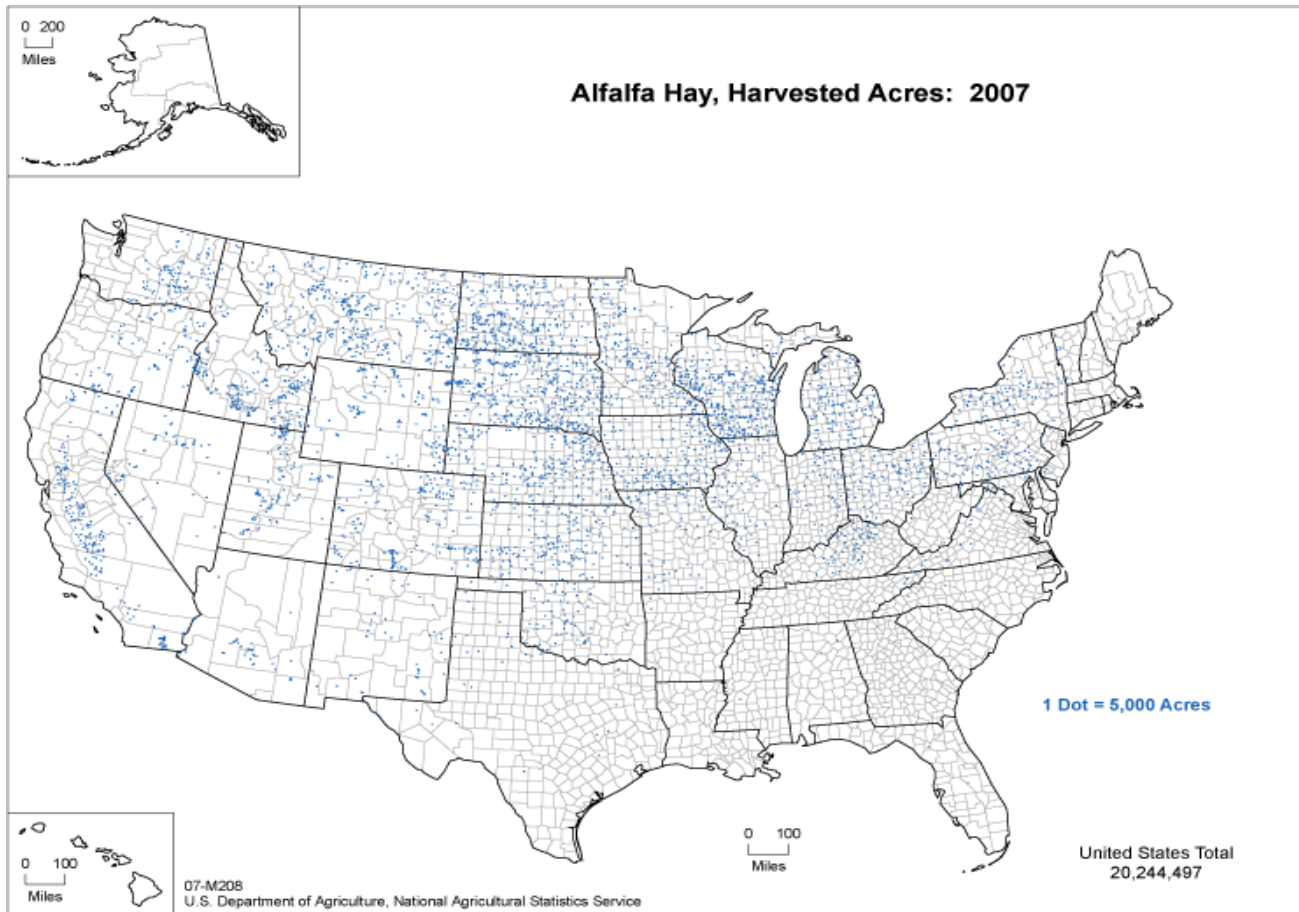 0 200
Miles
Alfalfa Hay, Harvested Acres: 2007
1 Dot = 5,000 Acres
0 100
Miles
0 100
Miles
United States Total
20,244,497
07-M208
U.S. Department of Agriculture, National Agricultural Statistics Service